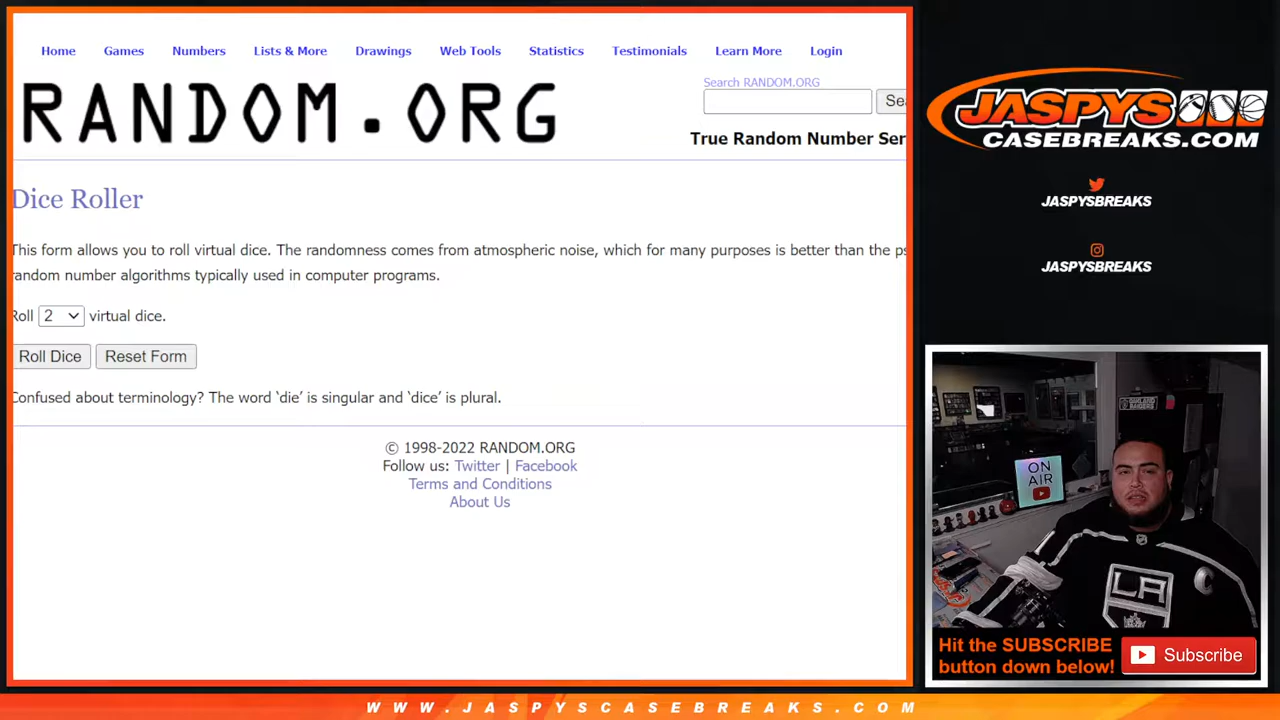 Home Games Numbers Lists & More Drawings Web Tools Statistics Testimonials Learn More Login
RANDOM.ORG
Search RANDOM.ORG
True Random Number Ser
Dice Roller
This form allows you to roll virtual dice. The randomness comes from atmospheric noise, which for many purposes is better than the ps
random number algorithms typically used in computer programs.
Roll 2 virtual dice.
Roll Dice Reset Form
Confused about terminology? The word ‘die’ is singular and ‘dice’ is plural.
© 1998-2022 RANDOM.ORG
Follow us: Twitter | Facebook
Terms and Conditions
About Us
JASPYS
CASEBREAKS.COM
JASPYSBREAKS
JASPYSBREAKS
OAKLAND
RAIDERS
ON
AIR
LA
C
Hit the SUBSCRIBE
button down below!
Subscribe
WWW.JASPYSCASEBREAKS.COM